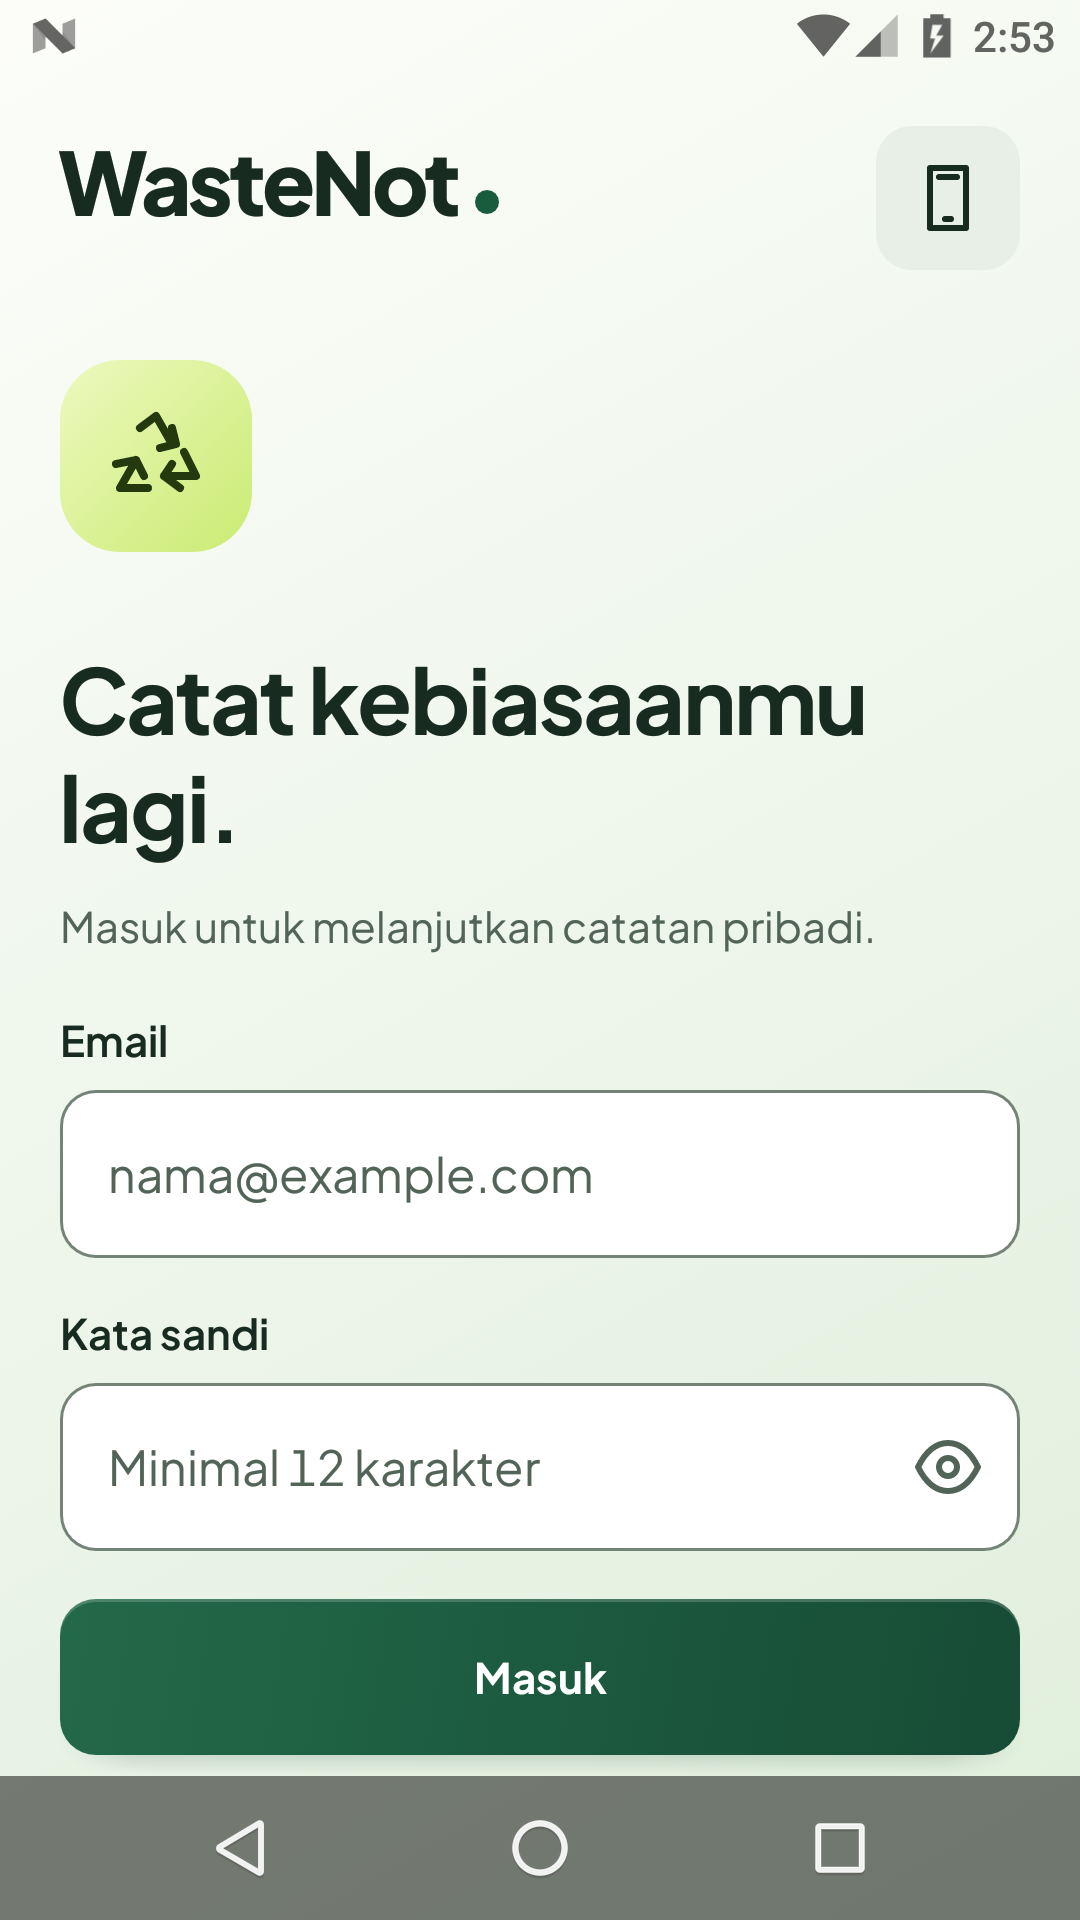 2:53
WasteNot
Catat kebiasaanmu
lagi.
Masuk untuk melanjutkan catatan pribadi.
Email
nama@example.com
Kata sandi
Minimal 12 karakter
Masuk